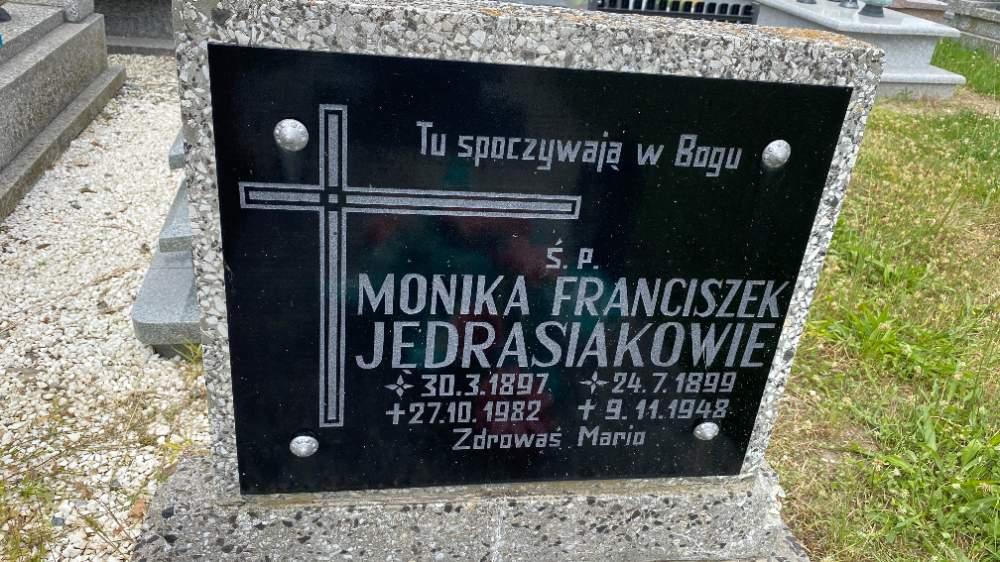 Tu spoczywają w Bogu
Ś. P.
MONIKA FRANCISZEK
JĘDRASIAKOWIE
30.3.1897 24.7.1899
27.10.1982 9.11.1948
Zdrowaś Mario